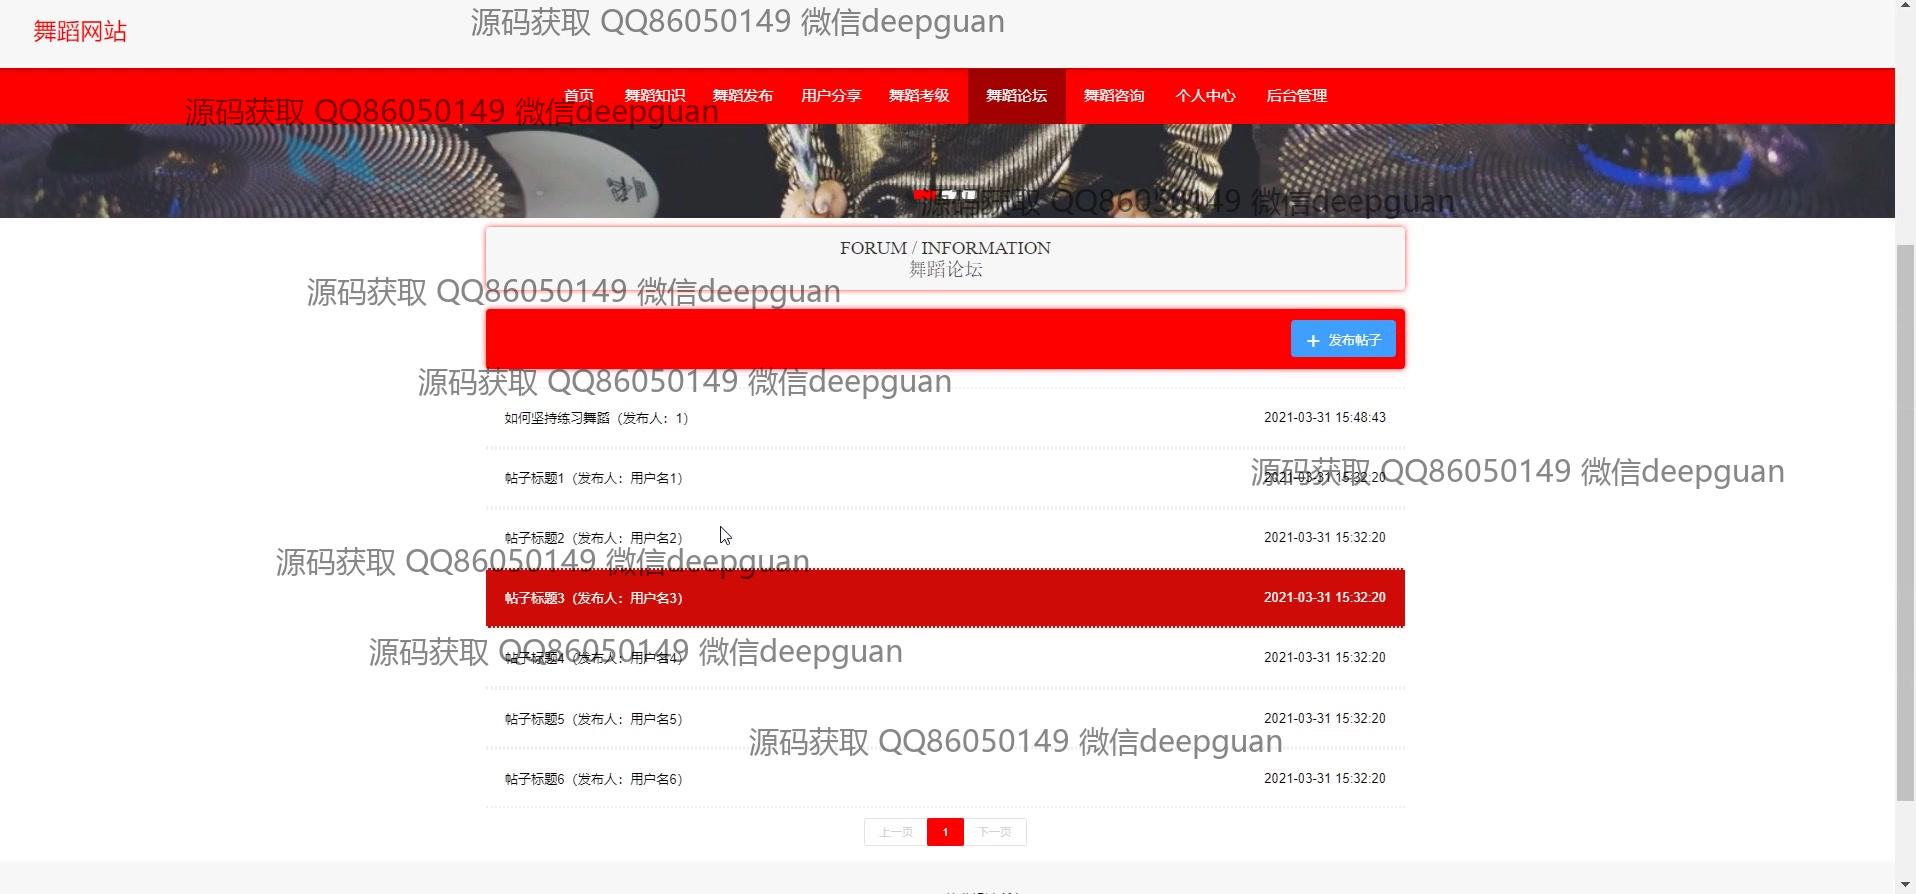 源码获取 QQ86050149 微信deepguan
舞蹈网站
首页 舞蹈知识 舞蹈发布 用户分享 舞蹈考级 舞蹈论坛 舞蹈咨询 个人中心 后台管理
源码获取 QQ86050149 微信deepguan
源码获取 QQ86050149 微信deepguan
FORUM / INFORMATION
舞蹈论坛
源码获取 QQ86050149 微信deepguan
+ 发布帖子
源码获取 QQ86050149 微信deepguan
如何坚持练习舞蹈（发布人：1） 2021-03-31 15:48:43
源码获取 QQ86050149 微信deepguan
帖子标题1（发布人：用户名1） 2021-03-31 15:32:20
帖子标题2（发布人：用户名2） 2021-03-31 15:32:20
源码获取 QQ86050149 微信deepguan
帖子标题3（发布人：用户名3） 2021-03-31 15:32:20
源码获取 QQ86050149 微信deepguan
帖子标题4（发布人：用户名4） 2021-03-31 15:32:20
帖子标题5（发布人：用户名5） 2021-03-31 15:32:20
源码获取 QQ86050149 微信deepguan
帖子标题6（发布人：用户名6） 2021-03-31 15:32:20
上一页 1 下一页